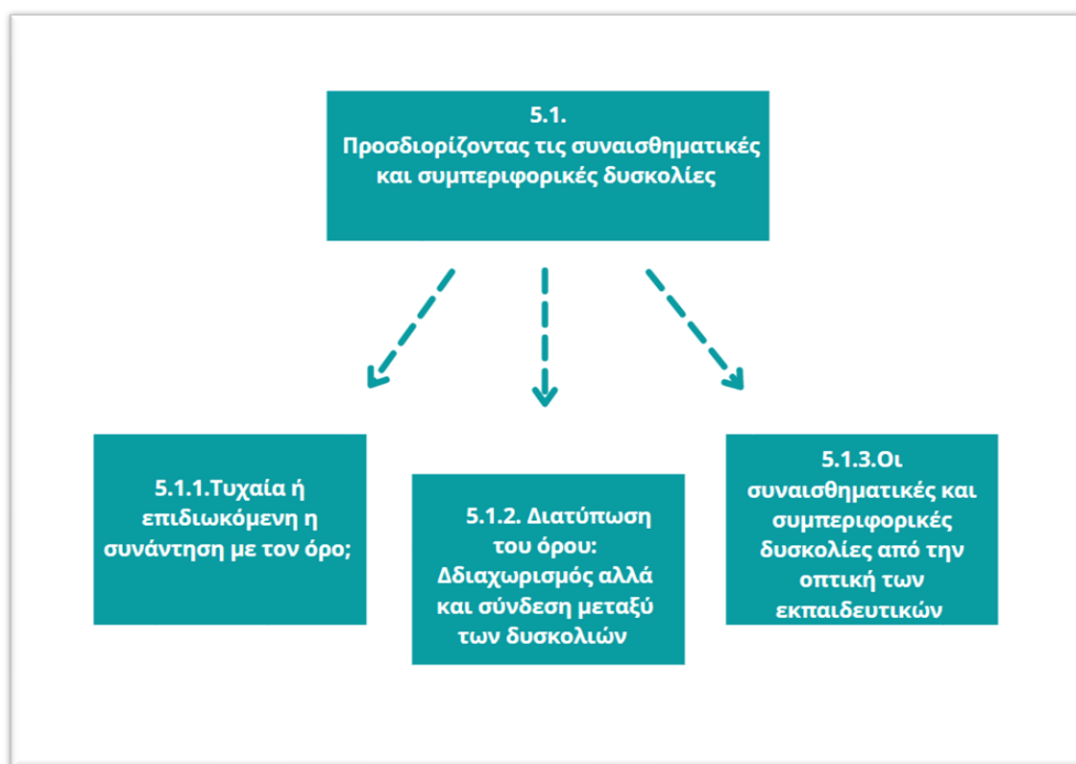 5.1.
Προσδιορίζοντας τις συναισθηματικές
και συμπεριφορικές δυσκολίες
5.1.1.Τυχαία ή
επιδιωκόμενη η
συνάντηση με τον όρο;
5.1.2. Διατύπωση
του όρου:
Δδιαχωρισμός αλλά
και σύνδεση μεταξύ
των δυσκολιών
5.1.3.Οι
συναισθηματικές και
συμπεριφορικές
δυσκολίες από την
οπτική των
εκπαιδευτικών